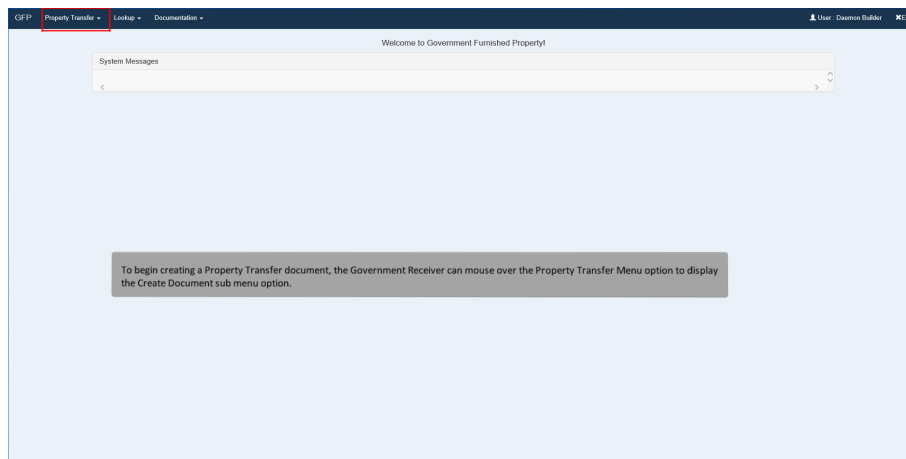 GFP Property Transfer Lookup Documentation User : Daemon Builder E
Welcome to Government Furnished Property!
System Messages
To begin creating a Property Transfer document, the Government Receiver can mouse over the Property Transfer Menu option to display
the Create Document sub menu option.